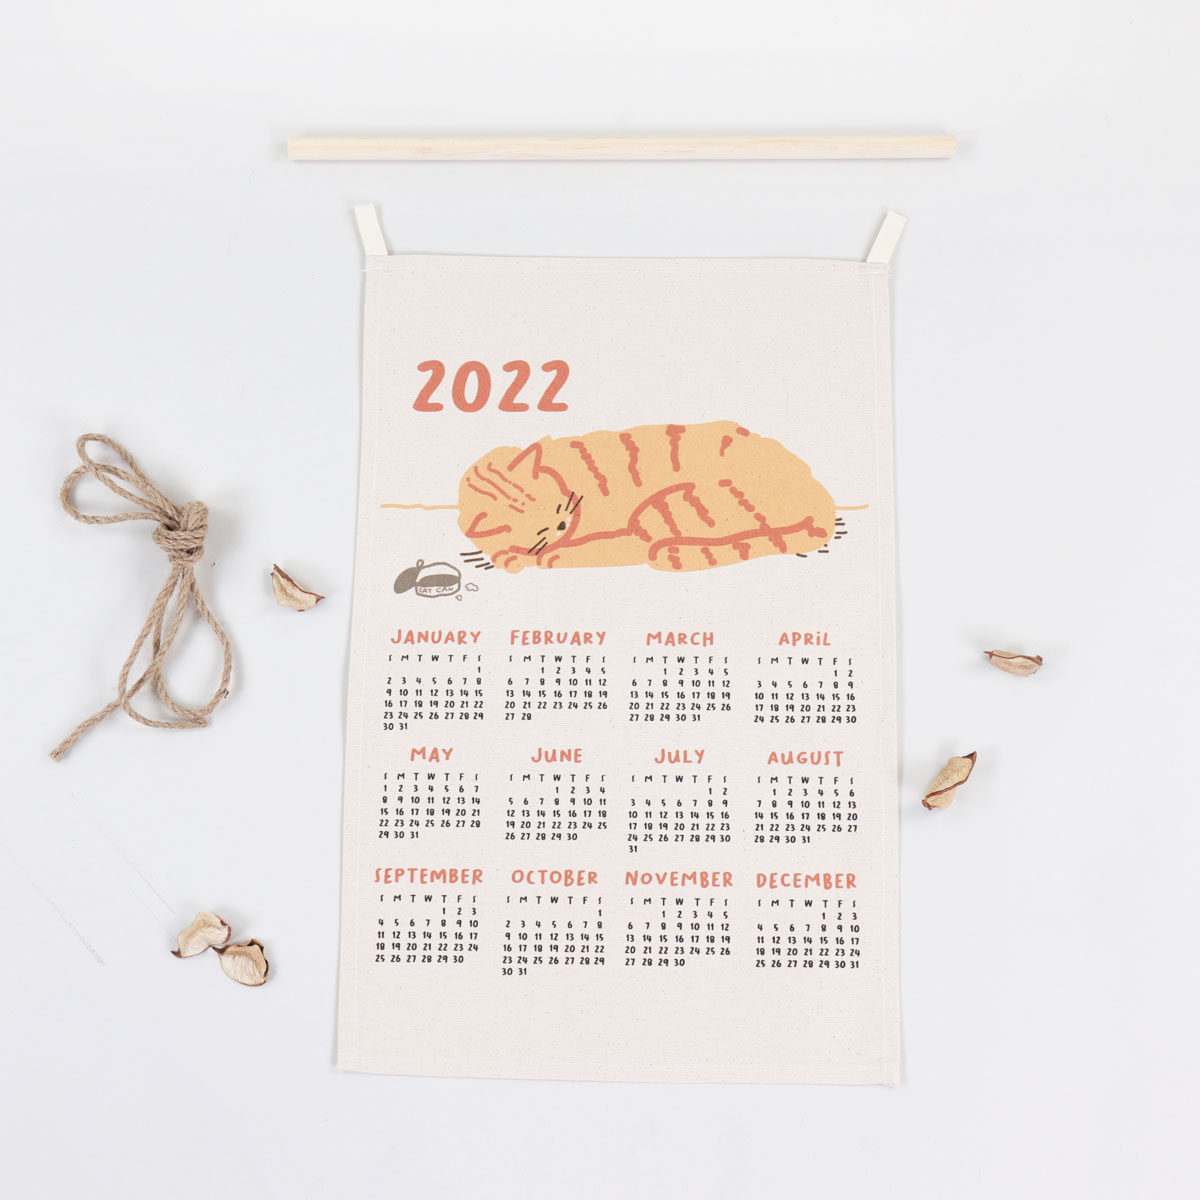 2022
CAT CAN
JANUARY FEBRUARY MARCH APRiL
S M T W T F S S M T W T F S S M T W T F S S M T W T F S
1 1 2 3 4 5 1 2 3 4 5 1 2
2 3 4 5 6 7 8 6 7 8 9 10 11 12 6 7 8 9 10 11 12 3 4 5 6 7 8 9
9 10 11 12 13 14 15 13 14 15 16 17 18 19 13 14 15 16 17 18 19 10 11 12 13 14 15 16
16 17 18 19 20 21 22 20 21 22 23 24 25 26 20 21 22 23 24 25 26 17 18 19 20 21 22 23
23 24 25 26 27 28 29 27 28 27 28 29 30 31 24 25 26 27 28 29 30
30 31
MAY JUNE JULY AUGUST
S M T W T F S S M T W T F S S M T W T F S S M T W T F S
1 2 3 4 5 6 7 1 2 3 4 1 2 1 2 3 4 5 6
8 9 10 11 12 13 14 5 6 7 8 9 10 11 3 4 5 6 7 8 9 7 8 9 10 11 12 13
15 16 17 18 19 20 21 12 13 14 15 16 17 18 10 11 12 13 14 15 16 14 15 16 17 18 19 20
22 23 24 25 26 27 28 19 20 21 22 23 24 25 17 18 19 20 21 22 23 21 22 23 24 25 26 27
29 30 31 26 27 28 29 30 24 25 26 27 28 29 30 28 29 30 31
31
SEPTEMBER OCTOBER NOVEMBER DECEMBER
S M T W T F S S M T W T F S S M T W T F S S M T W T F S
1 2 3 1 1 2 3 4 5 1 2 3
4 5 6 7 8 9 10 2 3 4 5 6 7 8 6 7 8 9 10 11 12 4 5 6 7 8 9 10
11 12 13 14 15 16 17 9 10 11 12 13 14 15 13 14 15 16 17 18 19 11 12 13 14 15 16 17
18 19 20 21 22 23 24 16 17 18 19 20 21 22 20 21 22 23 24 25 26 18 19 20 21 22 23 24
25 26 27 28 29 30 23 24 25 26 27 28 29 27 28 29 30 25 26 27 28 29 30 31
30 31